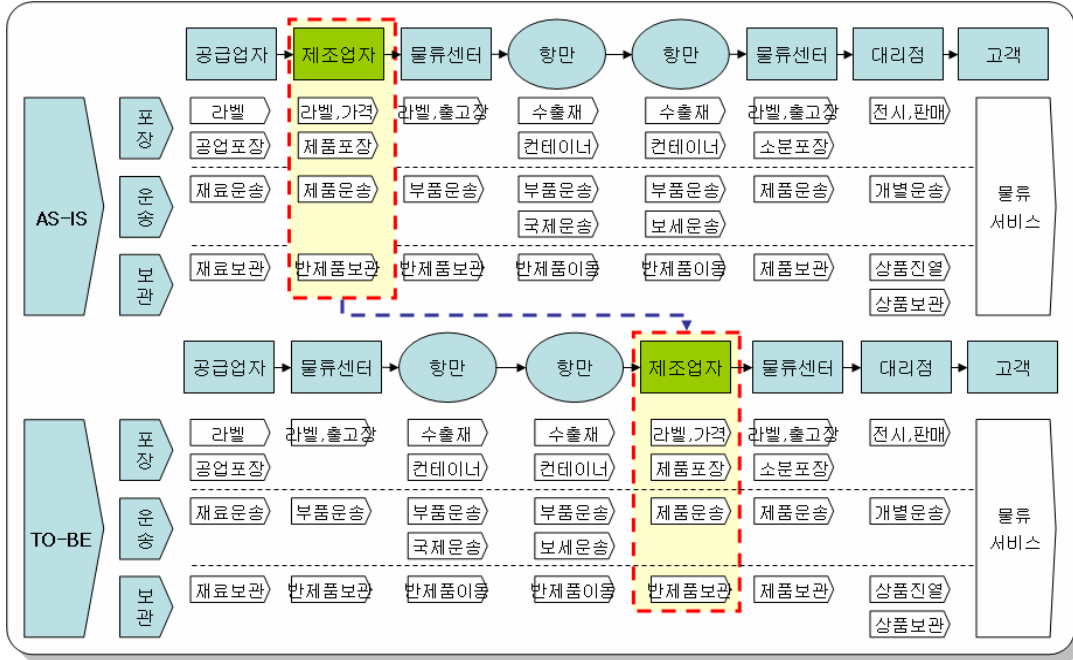 공급업자 제조업자 물류센터 항만 항만 물류센터 대리점 고객
AS-IS
포장
라벨 라벨,가격 라벨,출고장 수출재 수출재 라벨,출고장 전시,판매
공업포장 제품포장 컨테이너 컨테이너 소분포장
운송
재료운송 제품운송 부품운송 부품운송 부품운송 제품운송 개별운송
국제운송 보세운송
보관
재료보관 반제품보관 반제품보관 반제품이동 반제품이동 제품보관 상품진열
상품보관
물류
서비스
공급업자 물류센터 항만 항만 제조업자 물류센터 대리점 고객
TO-BE
포장
라벨 라벨,출고장 수출재 수출재 라벨,가격 라벨,출고장 전시,판매
공업포장 컨테이너 컨테이너 제품포장 소분포장
운송
재료운송 부품운송 부품운송 부품운송 제품운송 제품운송 개별운송
국제운송 보세운송
보관
재료보관 반제품보관 반제품이동 반제품이동 반제품보관 제품보관 상품진열
상품보관
물류
서비스